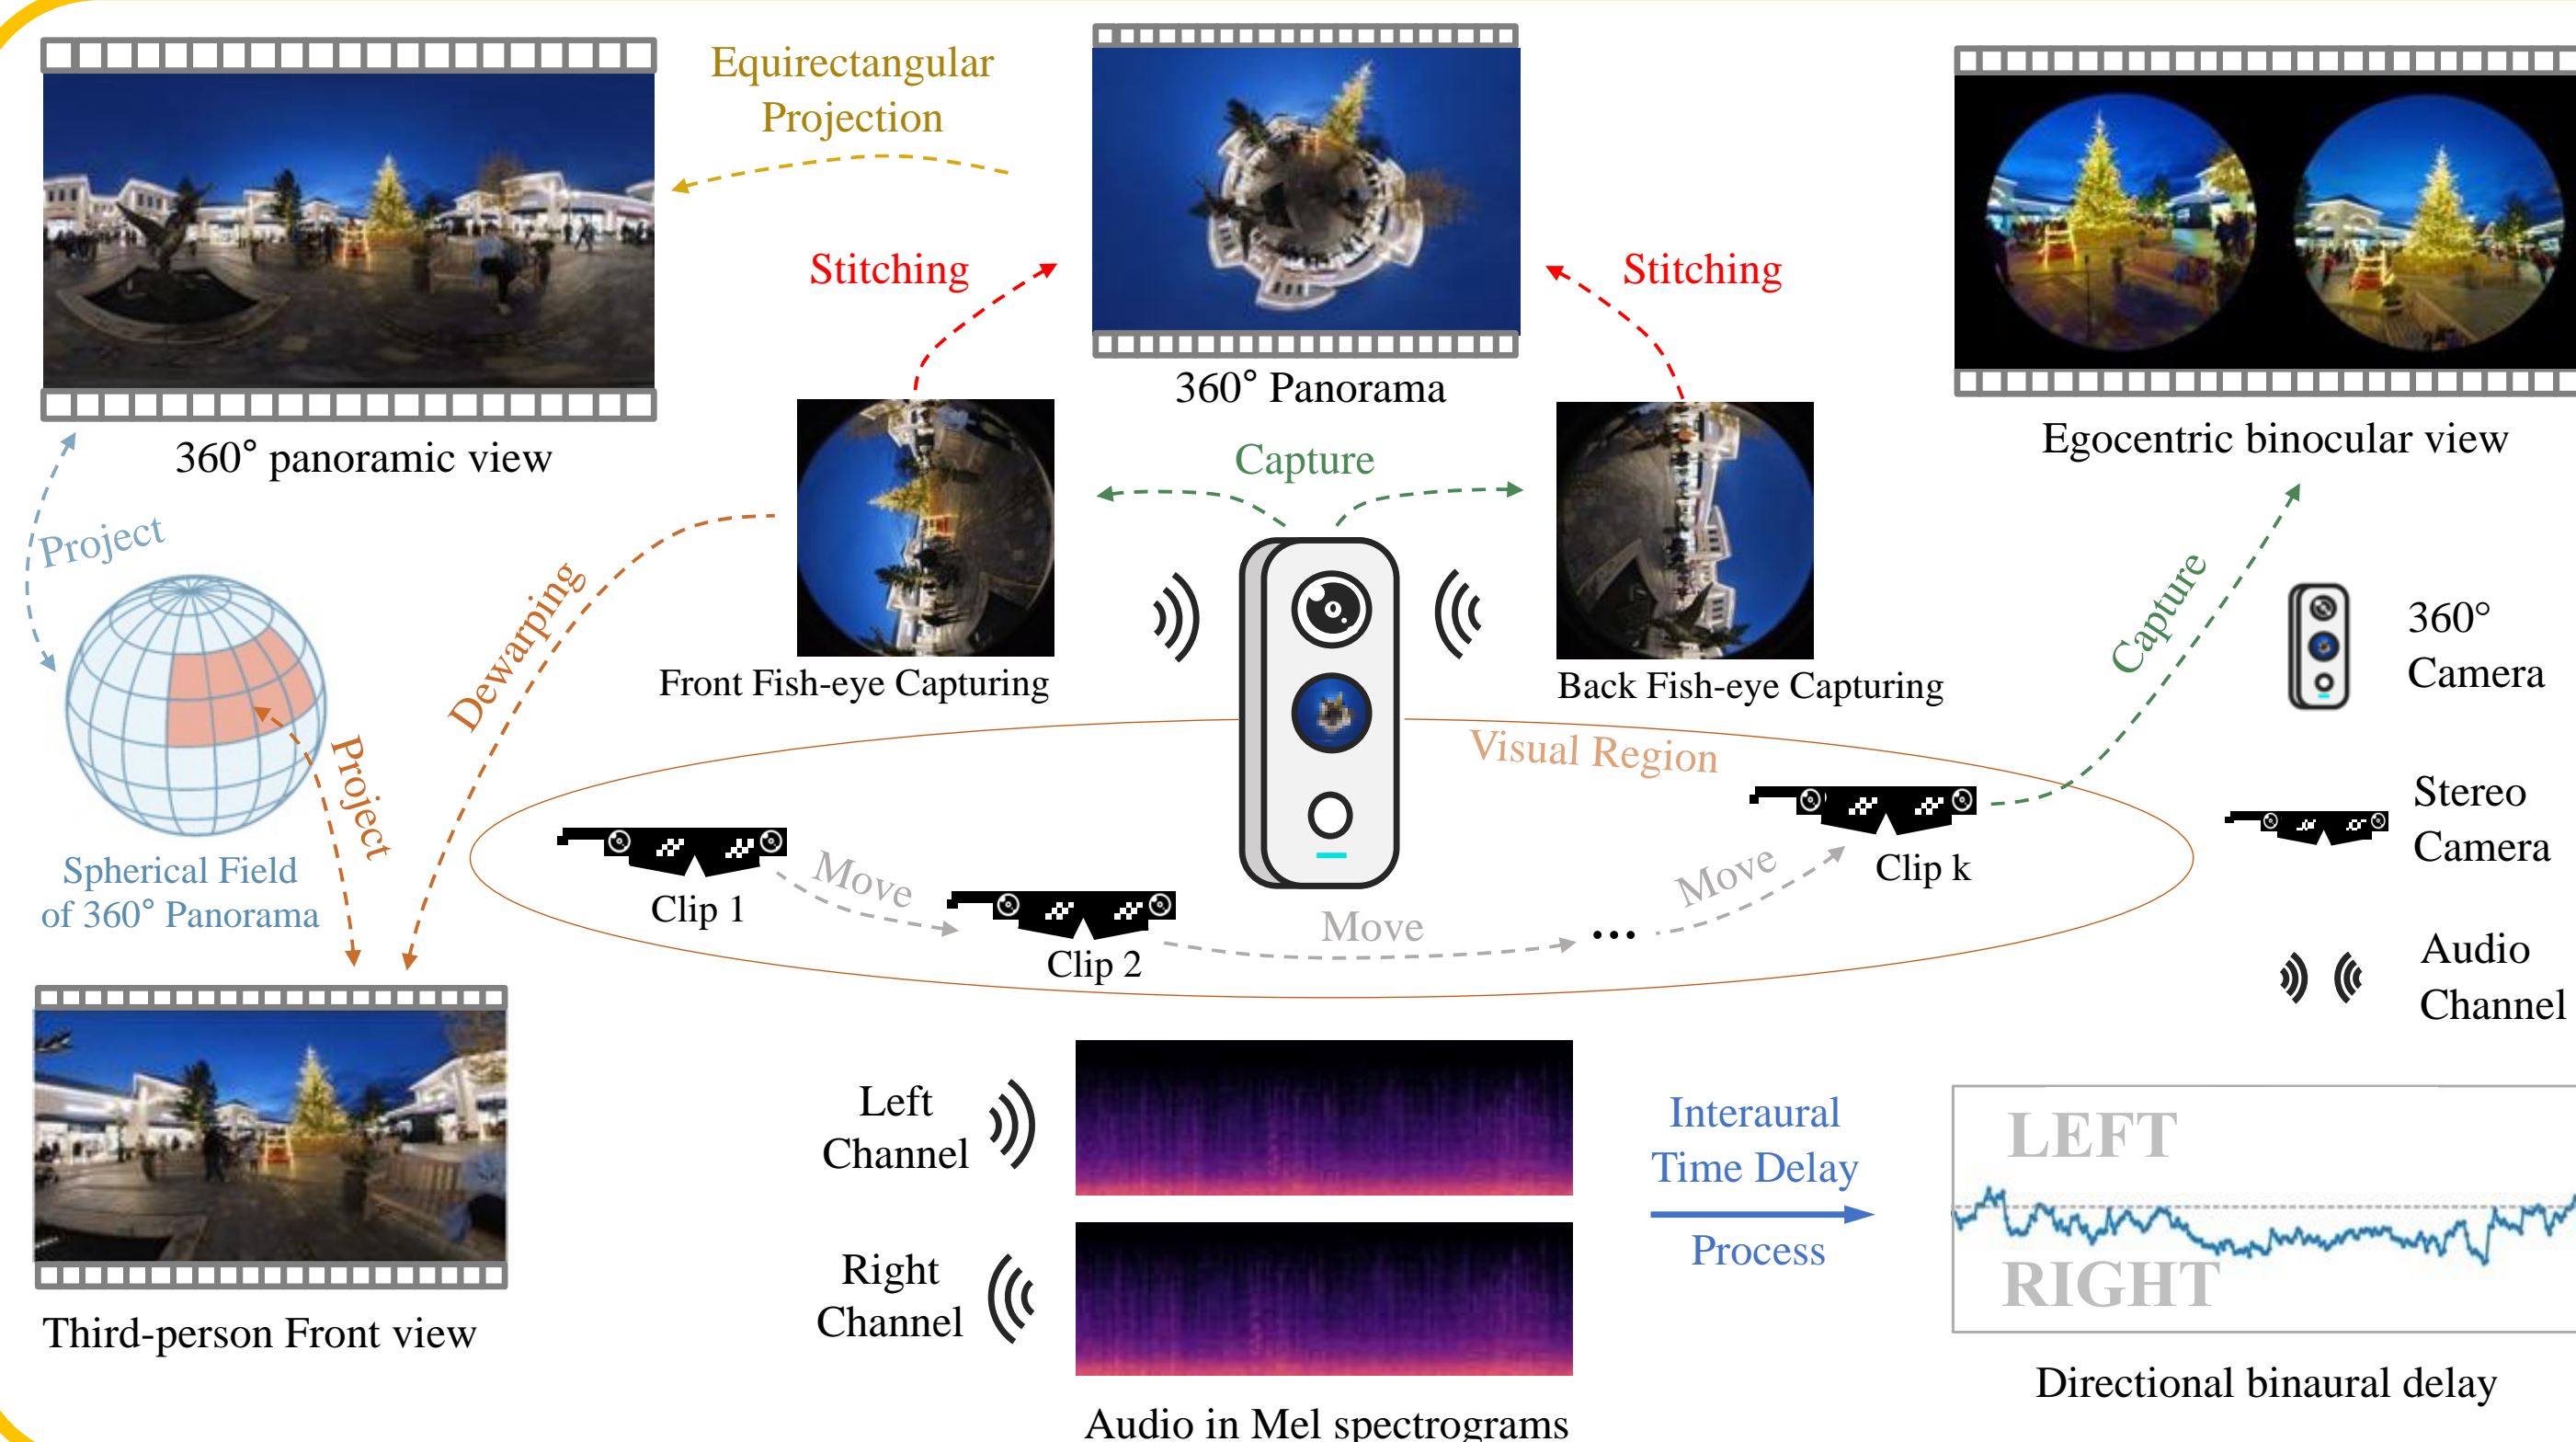 Equirectangular
Projection
360° panoramic view
Stitching
360° Panorama
Stitching
Egocentric binocular view
Project
Spherical Field
of 360° Panorama
Project
Dewarping
Front Fish-eye Capturing
Capture
Back Fish-eye Capturing
Capture
Visual Region
Clip 1
Move
Clip 2
Move
...
Move
Clip k
360°
Camera
Stereo
Camera
Audio
Channel
Third-person Front view
Left
Channel
Right
Channel
Audio in Mel spectrograms
Interaural
Time Delay
Process
LEFT
RIGHT
Directional binaural delay